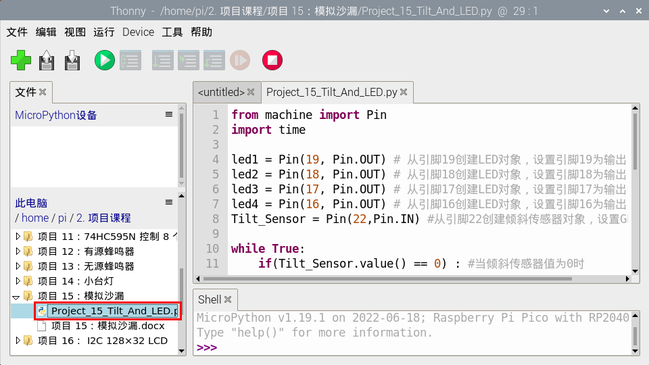 Thonny - /home/pi/2. 项目课程/项目 15：模拟沙漏/Project_15_Tilt_And_LED.py @ 29 : 1
文件 编辑 视图 运行 Device 工具 帮助
文件
MicroPython设备
此电脑
/ home / pi / 2. 项目课程
项目 11：74HC595N 控制 8 个
项目 12：有源蜂鸣器
项目 13：无源蜂鸣器
项目 14：小台灯
项目 15：模拟沙漏
Project_15_Tilt_And_LED.p
项目 15：模拟沙漏.docx
项目 16： I2C 128×32 LCD
<untitled> Project_15_Tilt_And_LED.py
1 from machine import Pin
2 import time
3
4 led1 = Pin(19, Pin.OUT) # 从引脚19创建LED对象，设置引脚19为输出
5 led2 = Pin(18, Pin.OUT) # 从引脚18创建LED对象，设置引脚18为输出
6 led3 = Pin(17, Pin.OUT) # 从引脚17创建LED对象，设置引脚17为输出
7 led4 = Pin(16, Pin.OUT) # 从引脚16创建LED对象，设置引脚16为输出
8 Tilt_Sensor = Pin(22,Pin.IN) #从引脚22创建倾斜传感器对象，设置G
9
10 while True:
11 if(Tilt_Sensor.value() == 0) : #当倾斜传感器值为0时
Shell
MicroPython v1.19.1 on 2022-06-18; Raspberry Pi Pico with RP2040
Type "help()" for more information.
>>>